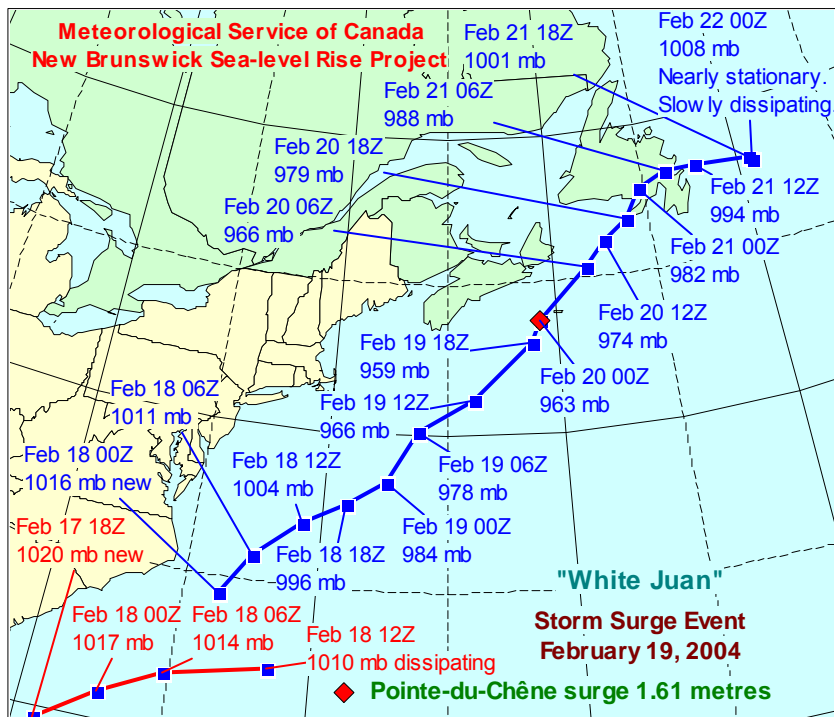 Meteorological Service of Canada
New Brunswick Sea-level Rise Project
Feb 21 18Z
1001 mb
Feb 22 00Z
1008 mb
Nearly stationary.
Slowly dissipating.
Feb 21 06Z
988 mb
Feb 20 18Z
979 mb
Feb 20 06Z
966 mb
Feb 21 12Z
994 mb
Feb 21 00Z
982 mb
Feb 20 12Z
974 mb
Feb 19 18Z
959 mb
Feb 20 00Z
963 mb
Feb 19 12Z
966 mb
Feb 18 06Z
1011 mb
Feb 18 00Z
1016 mb new
Feb 18 12Z
1004 mb
Feb 19 06Z
978 mb
Feb 19 00Z
984 mb
Feb 18 18Z
996 mb
Feb 17 18Z
1020 mb new
Feb 18 00Z
1017 mb
Feb 18 06Z
1014 mb
Feb 18 12Z
1010 mb dissipating
"White Juan"
Storm Surge Event
February 19, 2004
Pointe-du-Chêne surge 1.61 metres